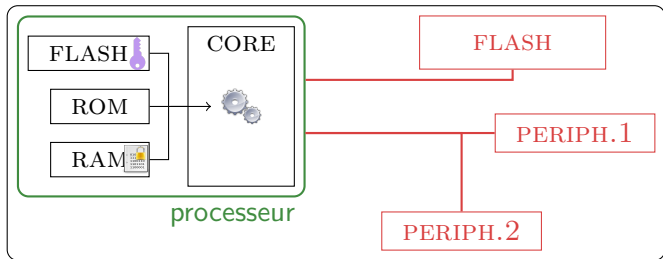 FLASH
CORE
FLASH
ROM
PERIPH.1
RAM
processeur
PERIPH.2